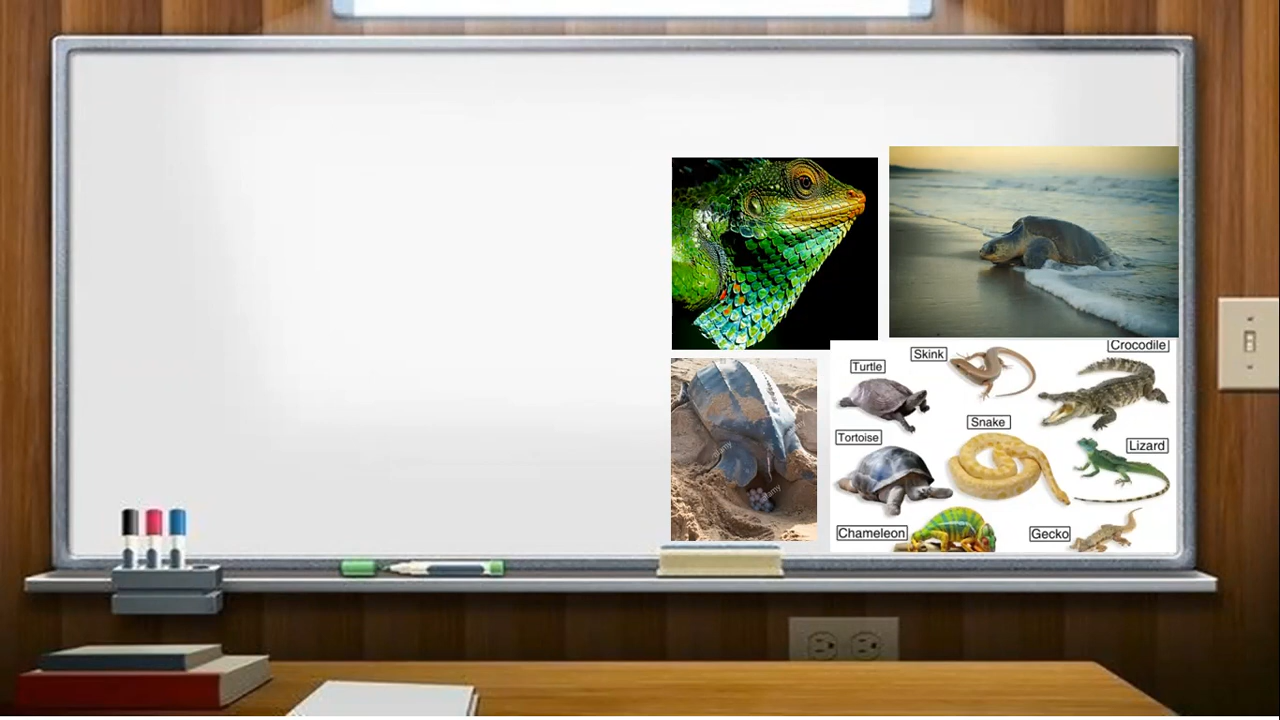 Crocodile
Skink
Turtle
Snake
Tortoise
Lizard
Chameleon
Gecko